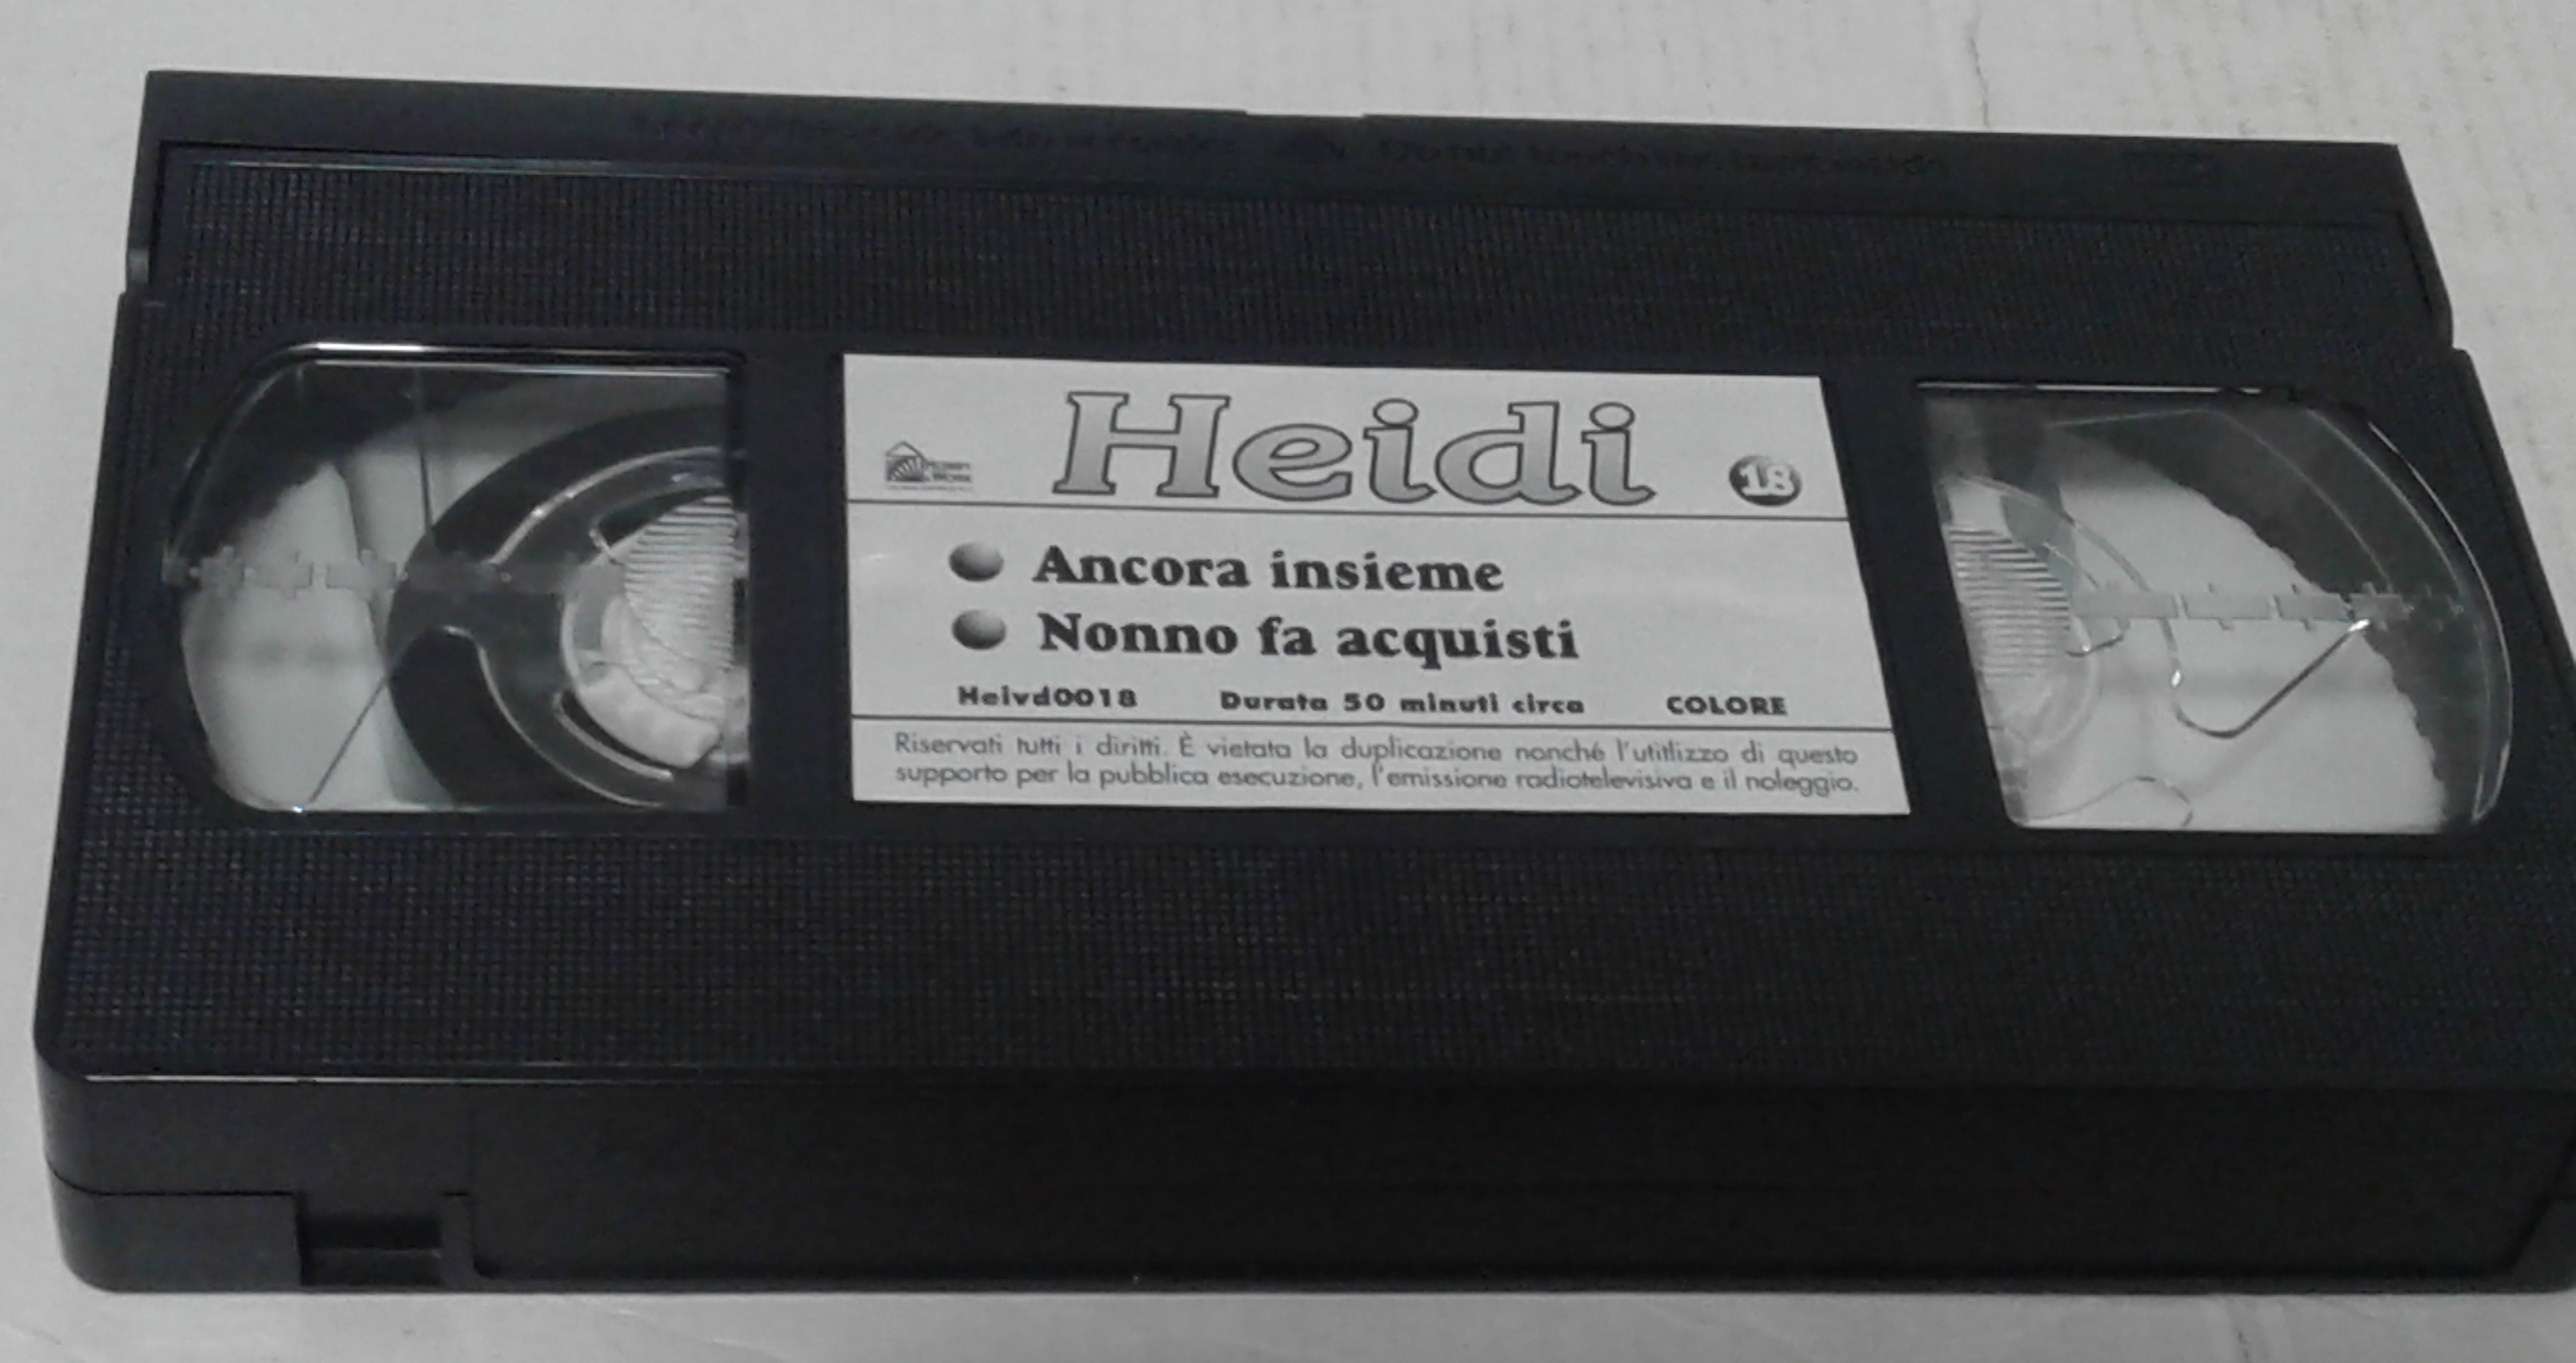 Heidi
18
Ancora insieme
Nonno fa acquisti
Heivd0018 Durata 50 minuti circa COLORE
Riservati tutti i diritti. È vietata la duplicazione nonché l'utitlizzo di questo
supporto per la pubblica esecuzione, l'emissione radiotelevisiva e il noleggio.